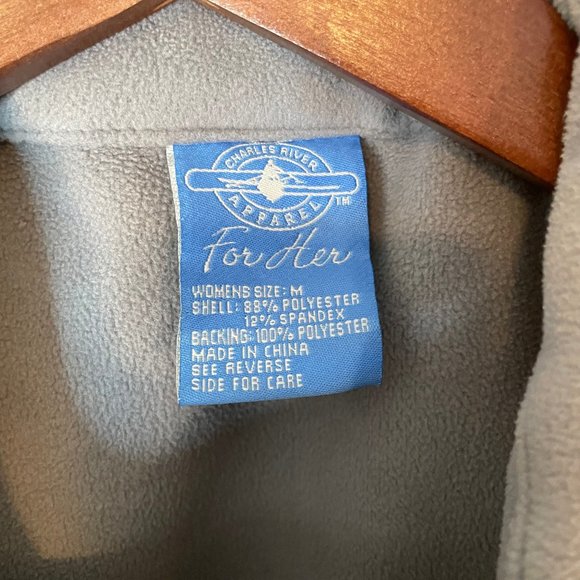 CHARLES RIVER
APPAREL TM
For Her
WOMENS SIZE: M
SHELL: 88% POLYESTER
12% SPANDEX
BACKING: 100% POLYESTER
MADE IN CHINA
SEE REVERSE
SIDE FOR CARE